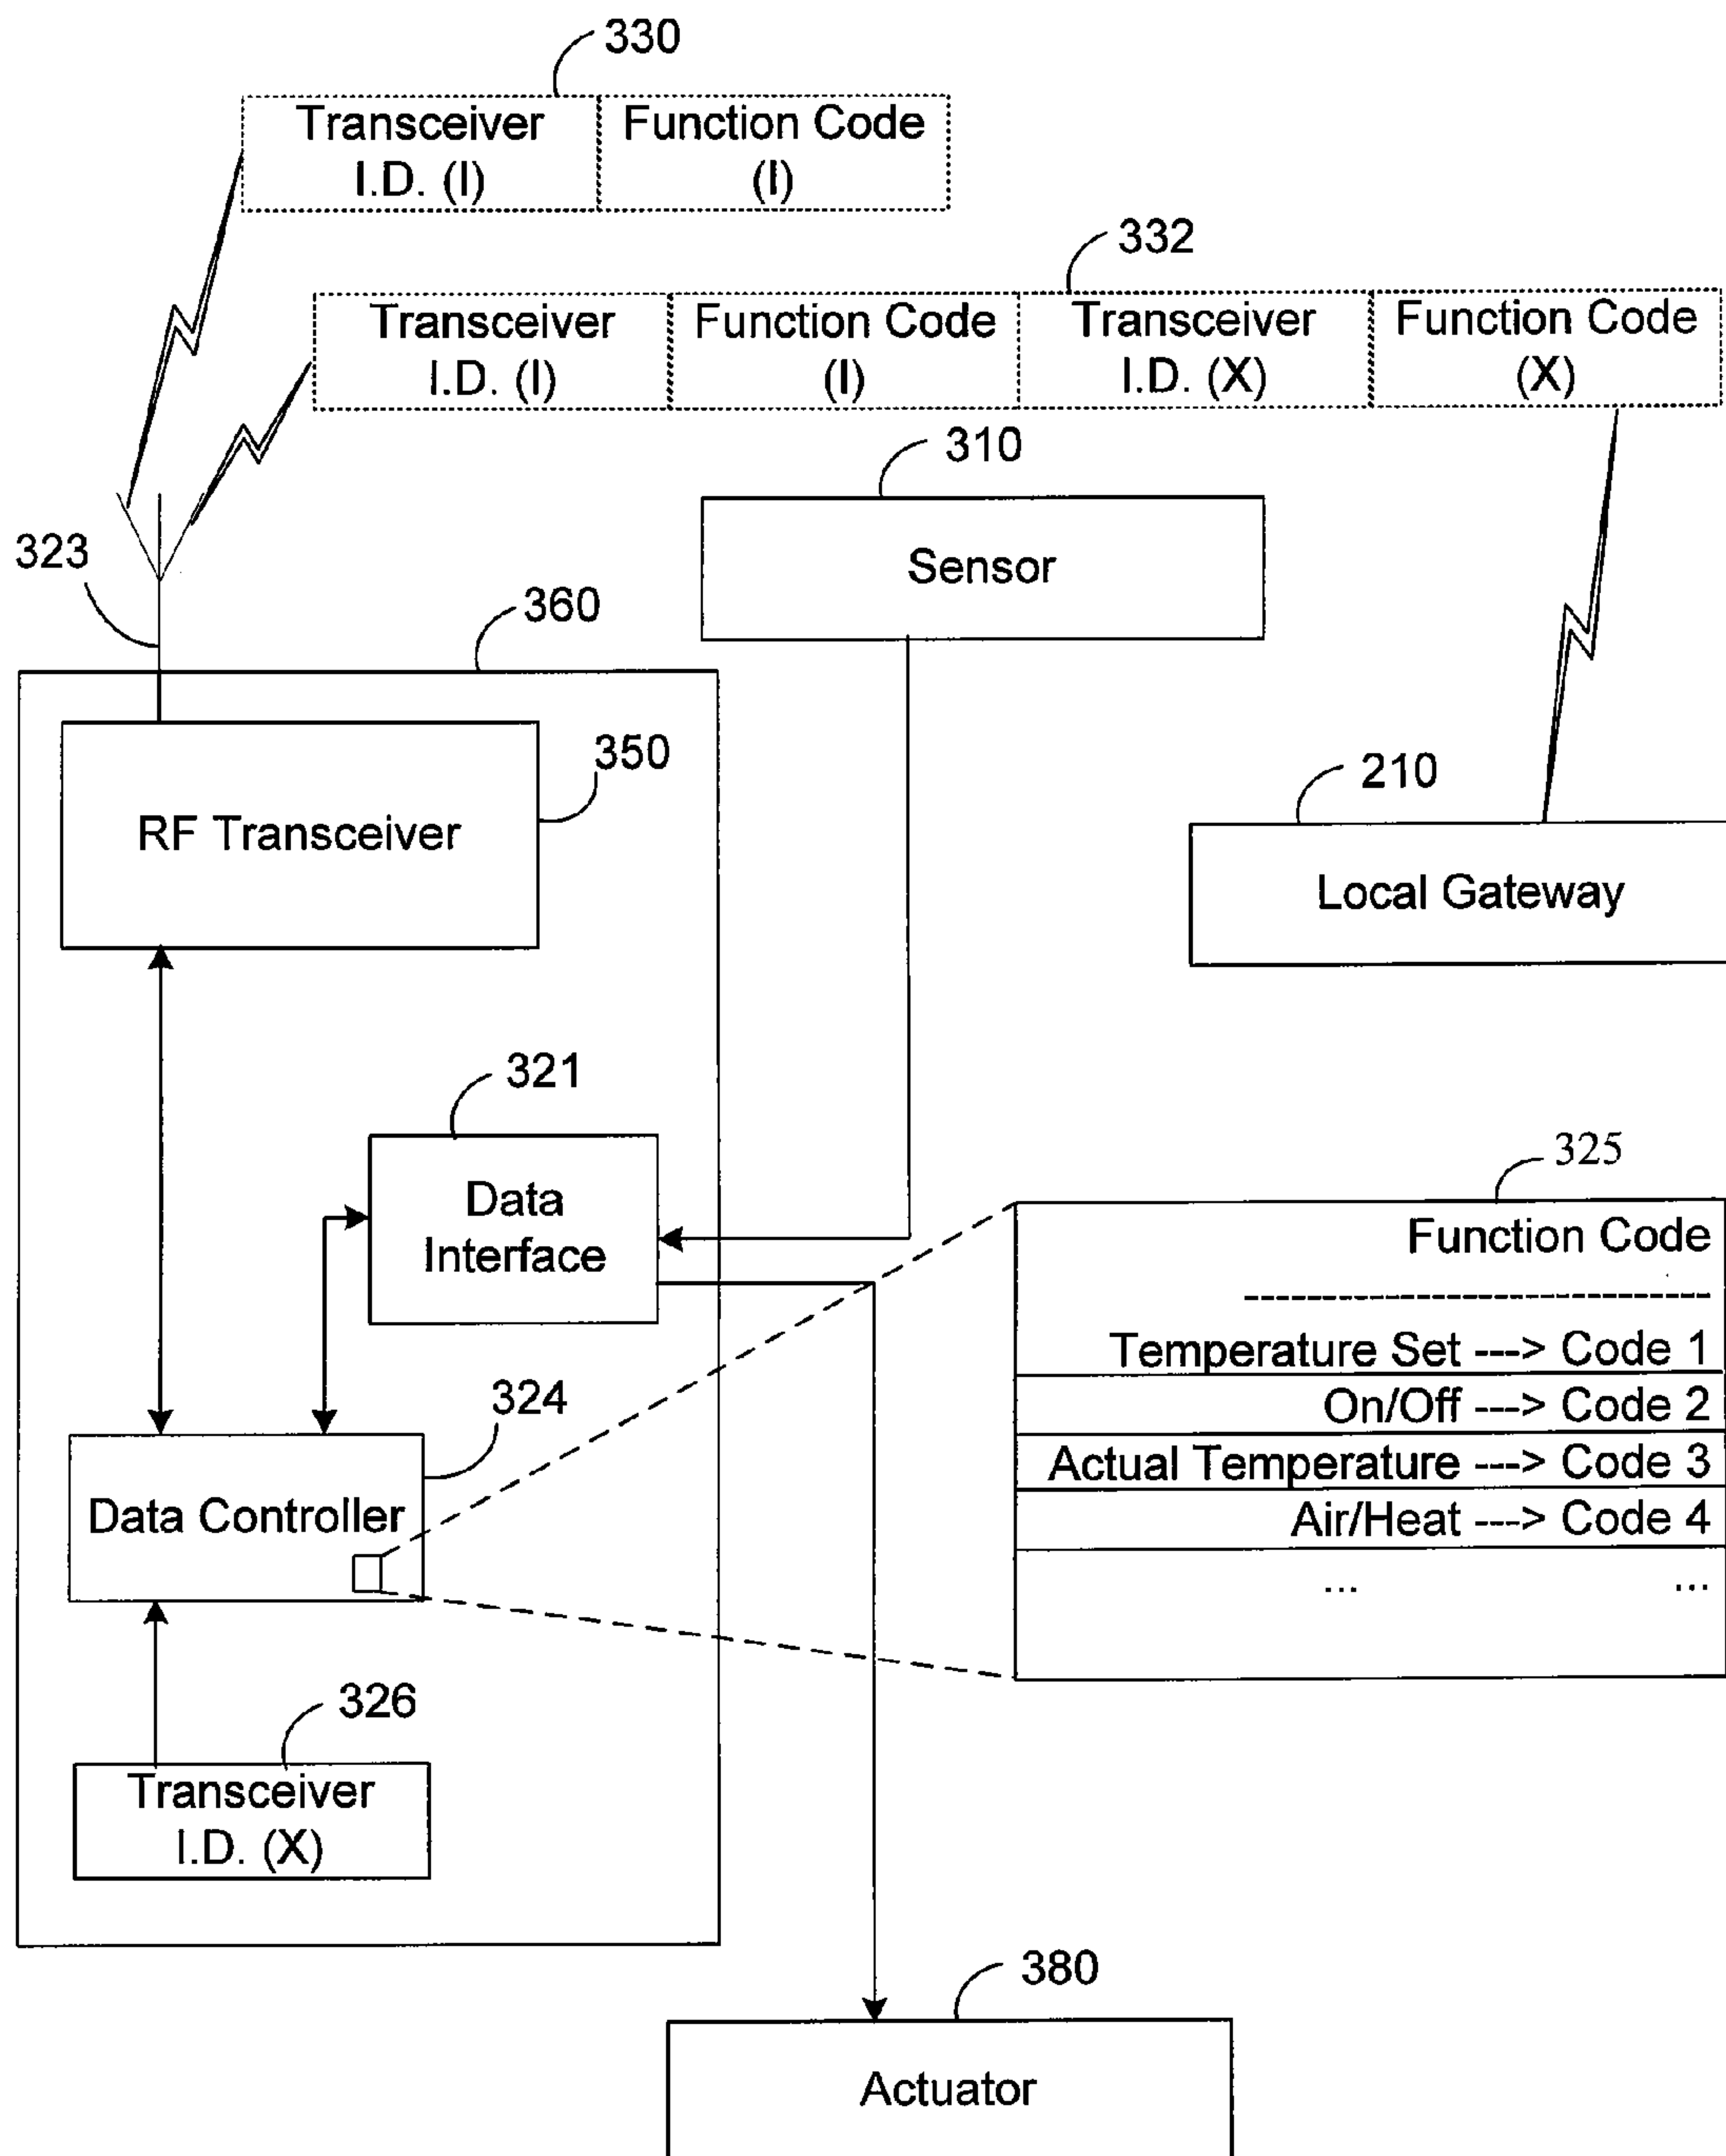 330
Transceiver I.D. (I)
Function Code (I)
332
Transceiver I.D. (I)
Function Code (I)
Transceiver I.D. (X)
Function Code (X)
310
Sensor
323
360
350
RF Transceiver
210
Local Gateway
321
Data Interface
325
Function Code
--------------------------------
Temperature Set ---> Code 1
On/Off ---> Code 2
Actual Temperature ---> Code 3
Air/Heat ---> Code 4
... ...
324
Data Controller
326
Transceiver I.D. (X)
380
Actuator